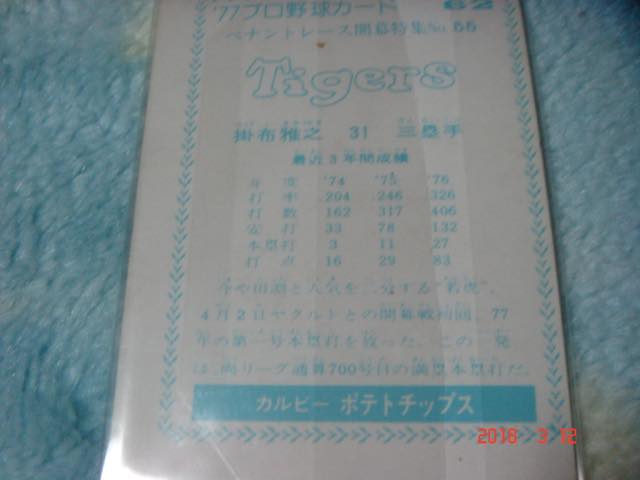 '77プロ野球カード 62
ペナントレース開幕特集No.55
Tigers
掛布雅之 31 三塁手
最近3年間成績
年度 '74 '75 '76
打率 .204 .246 .326
打数 162 317 406
安打 33 78 132
本塁打 3 11 27
打点 16 29 83
今や田淵と人気を二分する“若虎”。
4月2日ヤクルトとの開幕戦初回、77
年の第一号本塁打を放った。この一発
は、両リーグ通算700号目の満塁本塁打だ。
カルビー ポテトチップス
2018 3 12